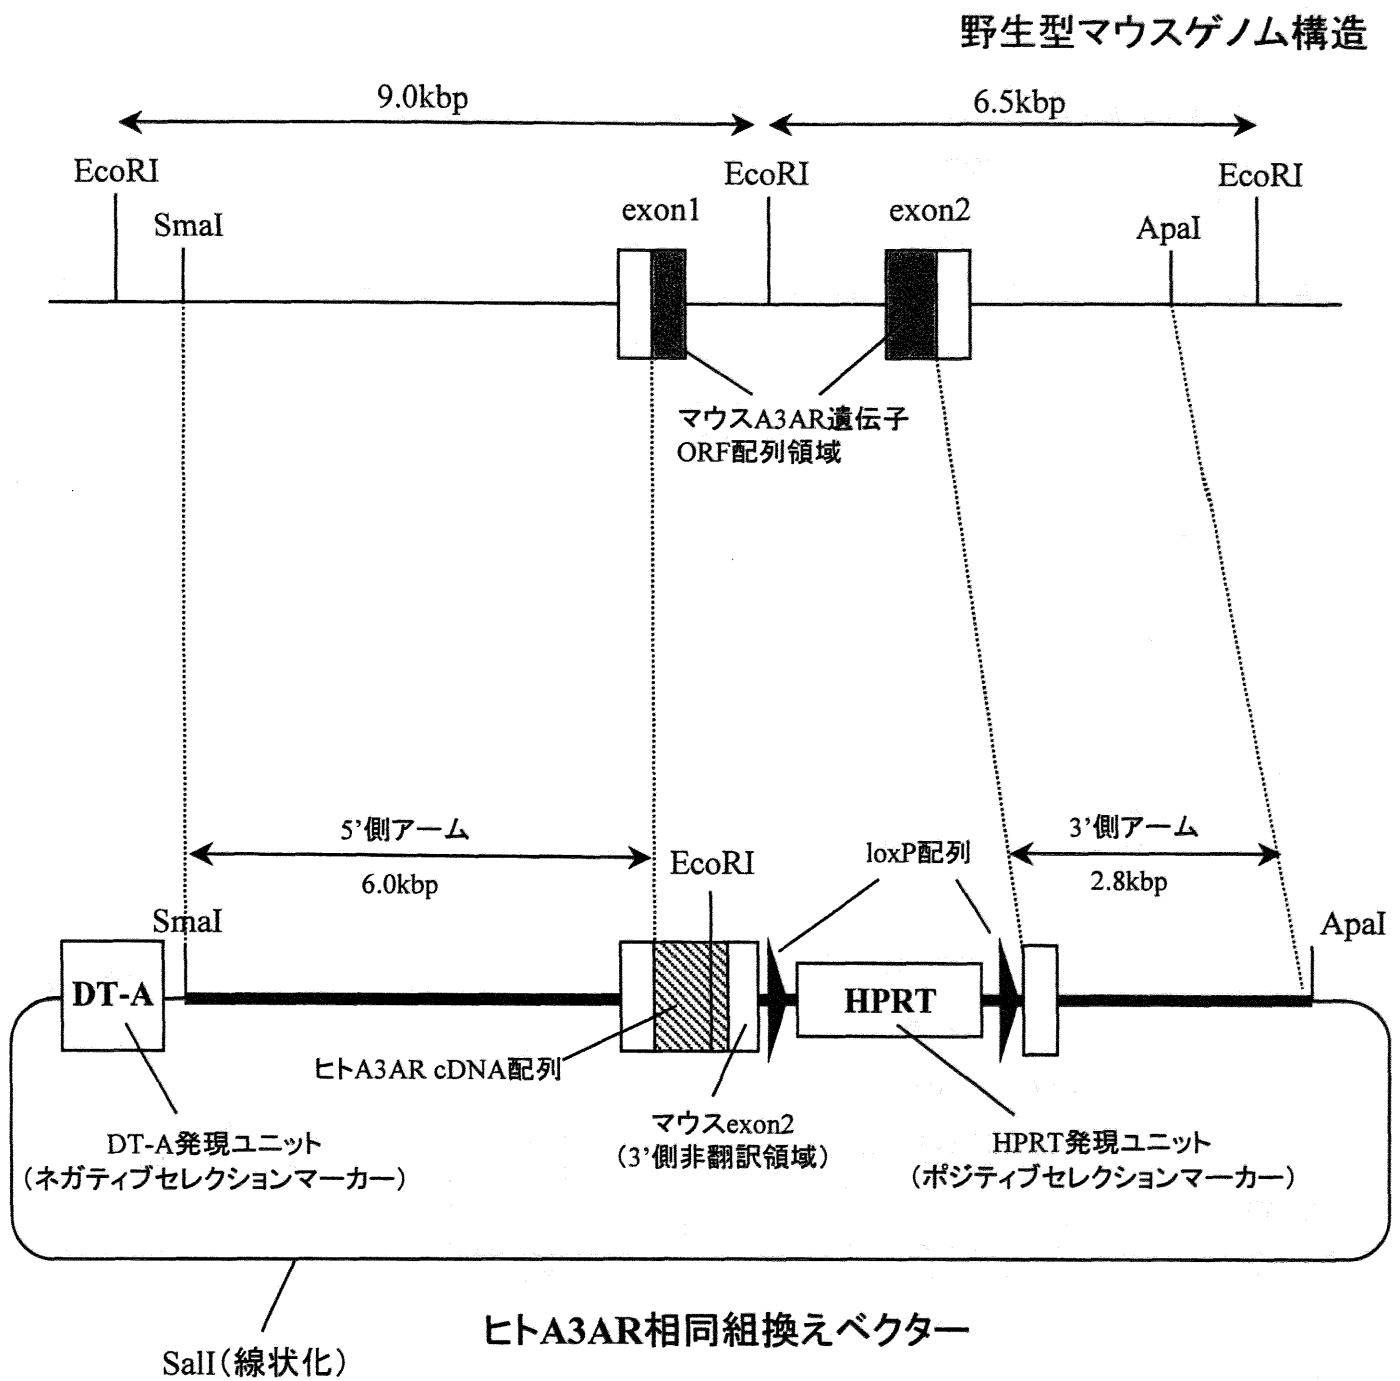 野生型マウスゲノム構造
9.0kbp
6.5kbp
EcoRI
EcoRI
EcoRI
SmaI
exon1
exon2
ApaI
マウスA3AR遺伝子
ORF配列領域
5’側アーム
6.0kbp
EcoRI
loxP配列
3’側アーム
2.8kbp
SmaI
ApaI
DT-A
HPRT
ヒトA3AR cDNA配列
DT-A発現ユニット
(ネガティブセレクションマーカー)
マウスexon2
(3’側非翻訳領域)
HPRT発現ユニット
(ポジティブセレクションマーカー)
ヒトA3AR相同組換えベクター
SalI(線状化)